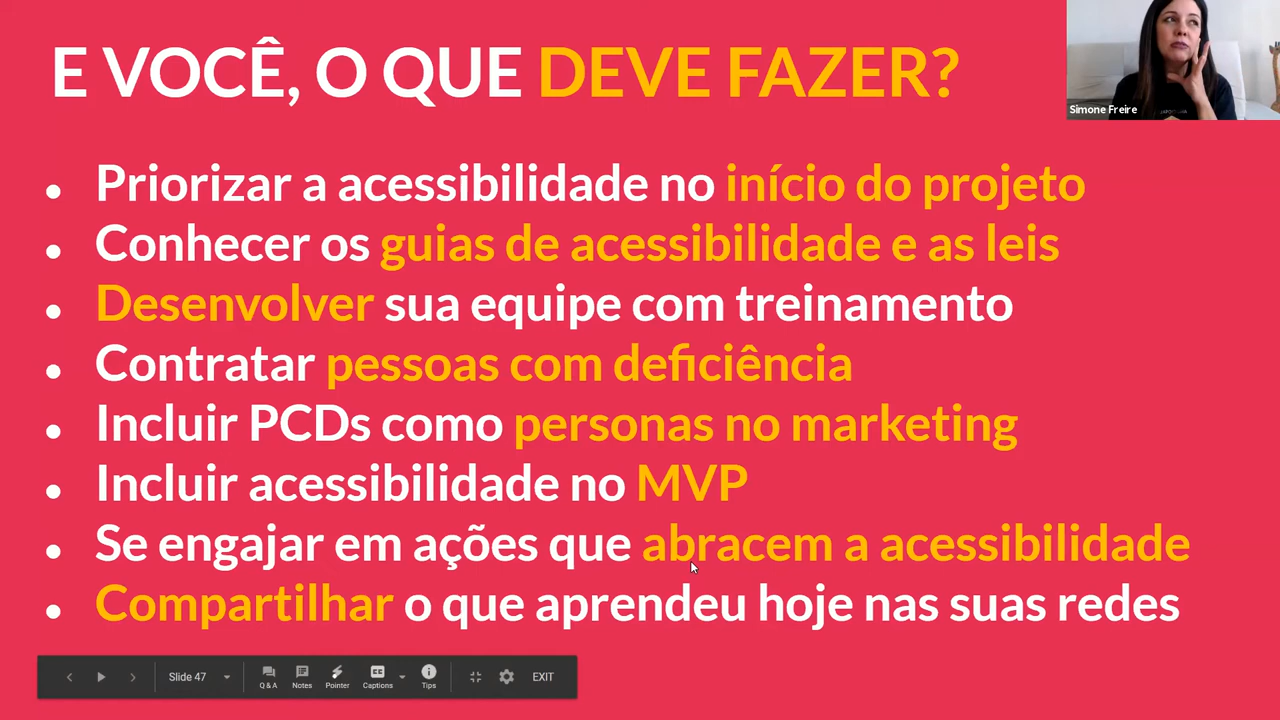 E VOCÊ, O QUE DEVE FAZER?
Simone Freire
• Priorizar a acessibilidade no início do projeto
• Conhecer os guias de acessibilidade e as leis
• Desenvolver sua equipe com treinamento
• Contratar pessoas com deficiência
• Incluir PCDs como personas no marketing
• Incluir acessibilidade no MVP
• Se engajar em ações que abracem a acessibilidade
• Compartilhar o que aprendeu hoje nas suas redes
Slide 47 Q & A Notes Pointer CC Captions Tips EXIT